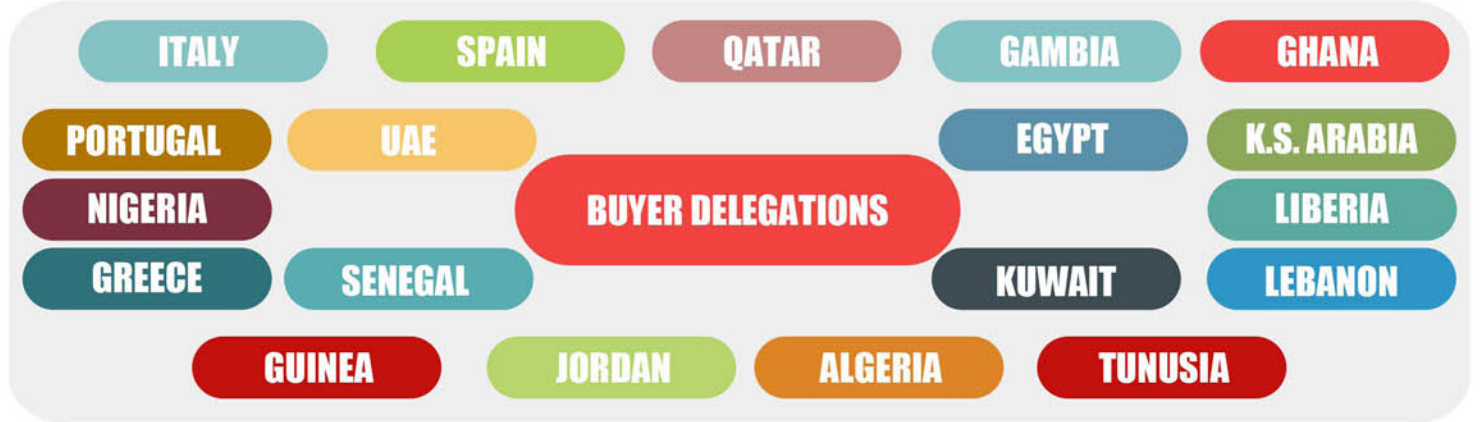 ITALY
SPAIN
QATAR
GAMBIA
GHANA
PORTUGAL
UAE
EGYPT
K.S. ARABIA
NIGERIA
BUYER DELEGATIONS
LIBERIA
GREECE
SENEGAL
KUWAIT
LEBANON
GUINEA
JORDAN
ALGERIA
TUNUSIA